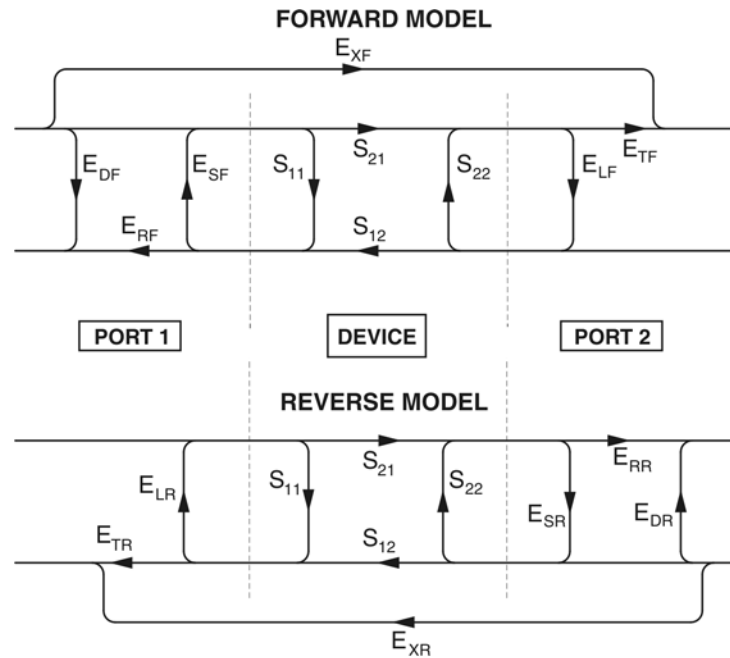 FORWARD MODEL
E_XF
E_DF E_SF S_11 S_21 S_22 E_LF E_TF
E_RF S_12
PORT 1 DEVICE PORT 2
REVERSE MODEL
E_LR S_11 S_21 S_22 E_SR E_RR E_DR
E_TR S_12
E_XR